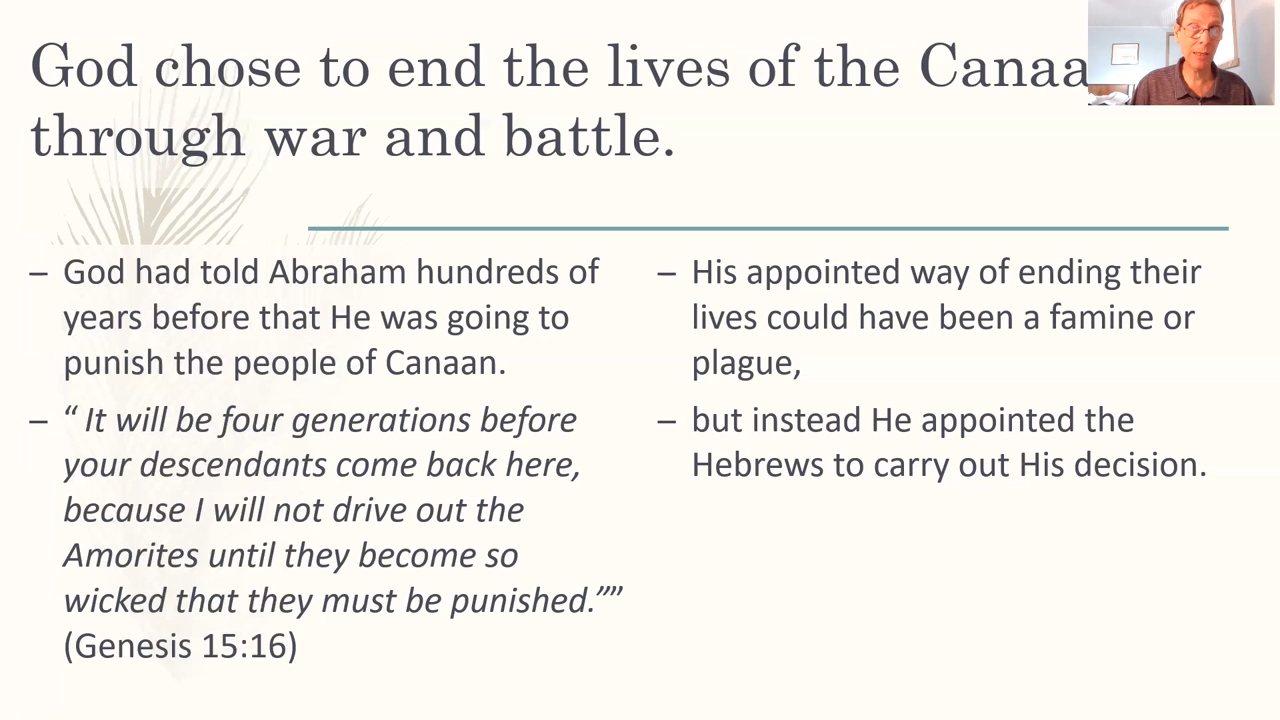 God chose to end the lives of the Canaa
through war and battle.
– God had told Abraham hundreds of
years before that He was going to
punish the people of Canaan.
– “ It will be four generations before
your descendants come back here,
because I will not drive out the
Amorites until they become so
wicked that they must be punished.””
(Genesis 15:16)
– His appointed way of ending their
lives could have been a famine or
plague,
– but instead He appointed the
Hebrews to carry out His decision.